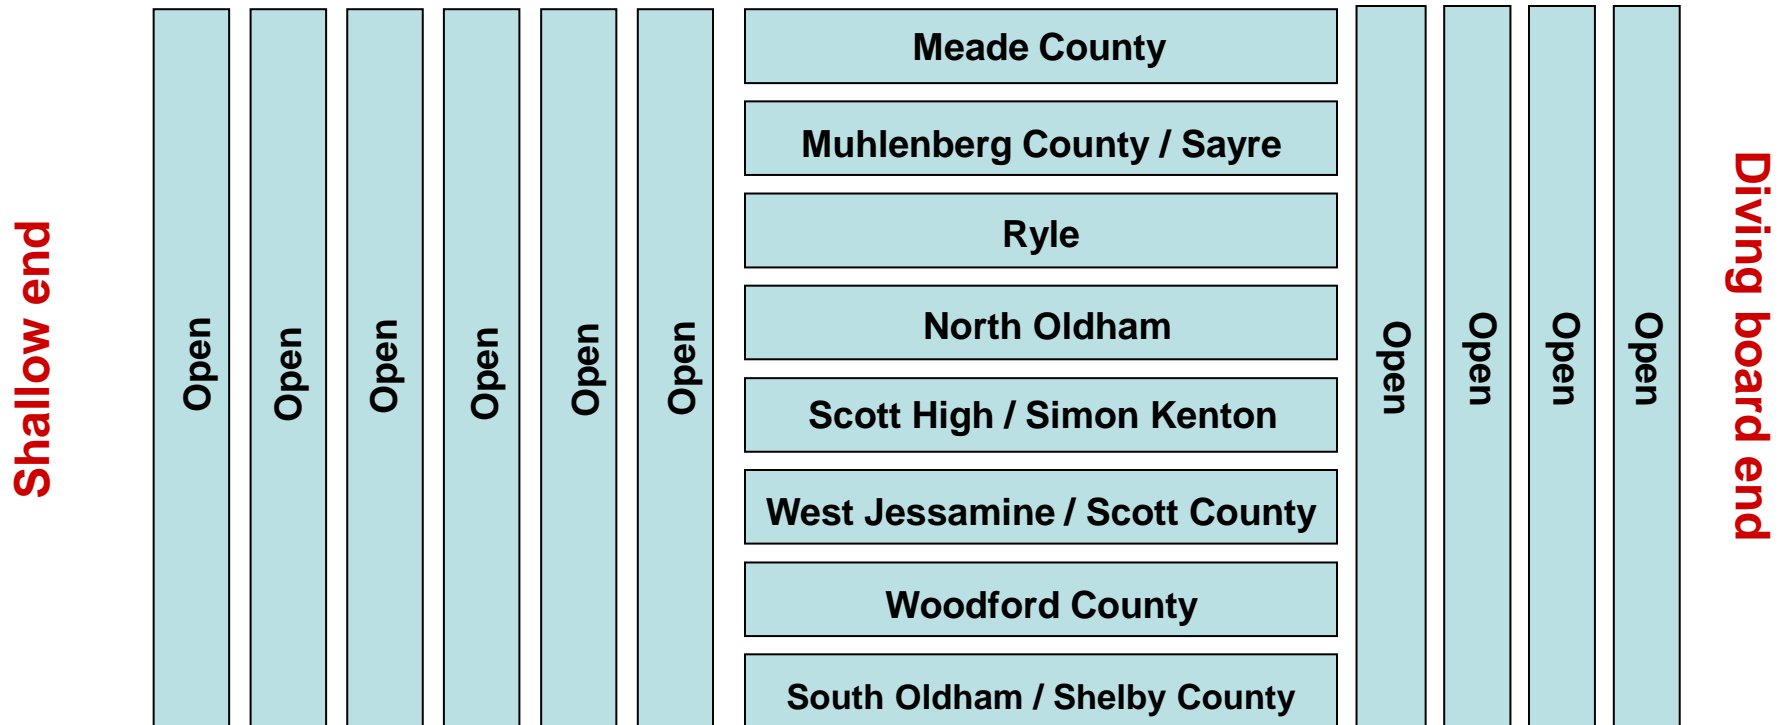 Shallow end
Open
Open
Open
Open
Open
Open
Meade County
Muhlenberg County / Sayre
Ryle
North Oldham
Scott High / Simon Kenton
West Jessamine / Scott County
Woodford County
South Oldham / Shelby County
Open
Open
Open
Open
Diving board end